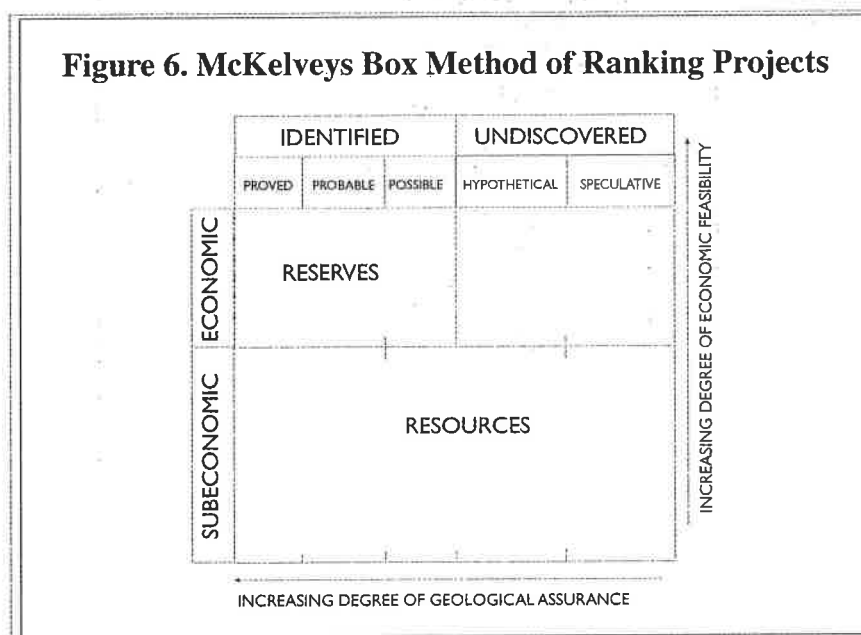 Figure 6. McKelveys Box Method of Ranking Projects
IDENTIFIED UNDISCOVERED
PROVED PROBABLE POSSIBLE HYPOTHETICAL SPECULATIVE
ECONOMIC
RESERVES
SUBECONOMIC
RESOURCES
INCREASING DEGREE OF ECONOMIC FEASIBILITY
INCREASING DEGREE OF GEOLOGICAL ASSURANCE